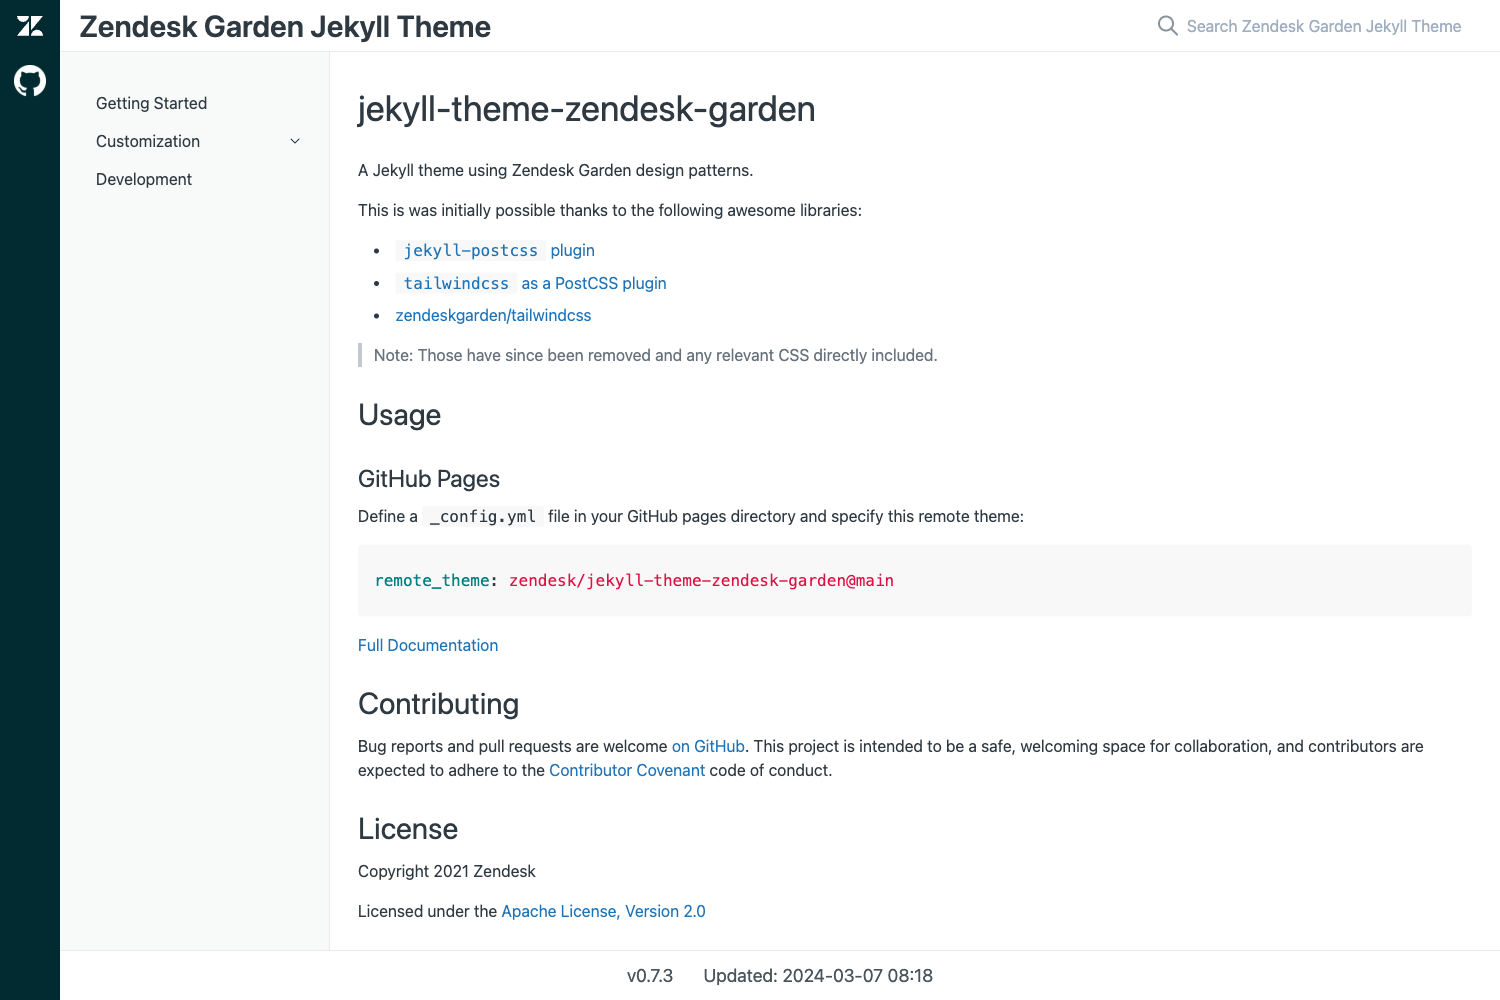 Zendesk Garden Jekyll Theme
Search Zendesk Garden Jekyll Theme
Getting Started
Customization
Development
jekyll-theme-zendesk-garden
A Jekyll theme using Zendesk Garden design patterns.
This is was initially possible thanks to the following awesome libraries:
• jekyll-postcss plugin
• tailwindcss as a PostCSS plugin
• zendeskgarden/tailwindcss
Note: Those have since been removed and any relevant CSS directly included.
Usage
GitHub Pages
Define a _config.yml file in your GitHub pages directory and specify this remote theme:
remote_theme: zendesk/jekyll-theme-zendesk-garden@main
Full Documentation
Contributing
Bug reports and pull requests are welcome on GitHub. This project is intended to be a safe, welcoming space for collaboration, and contributors are
expected to adhere to the Contributor Covenant code of conduct.
License
Copyright 2021 Zendesk
Licensed under the Apache License, Version 2.0
v0.7.3 Updated: 2024-03-07 08:18